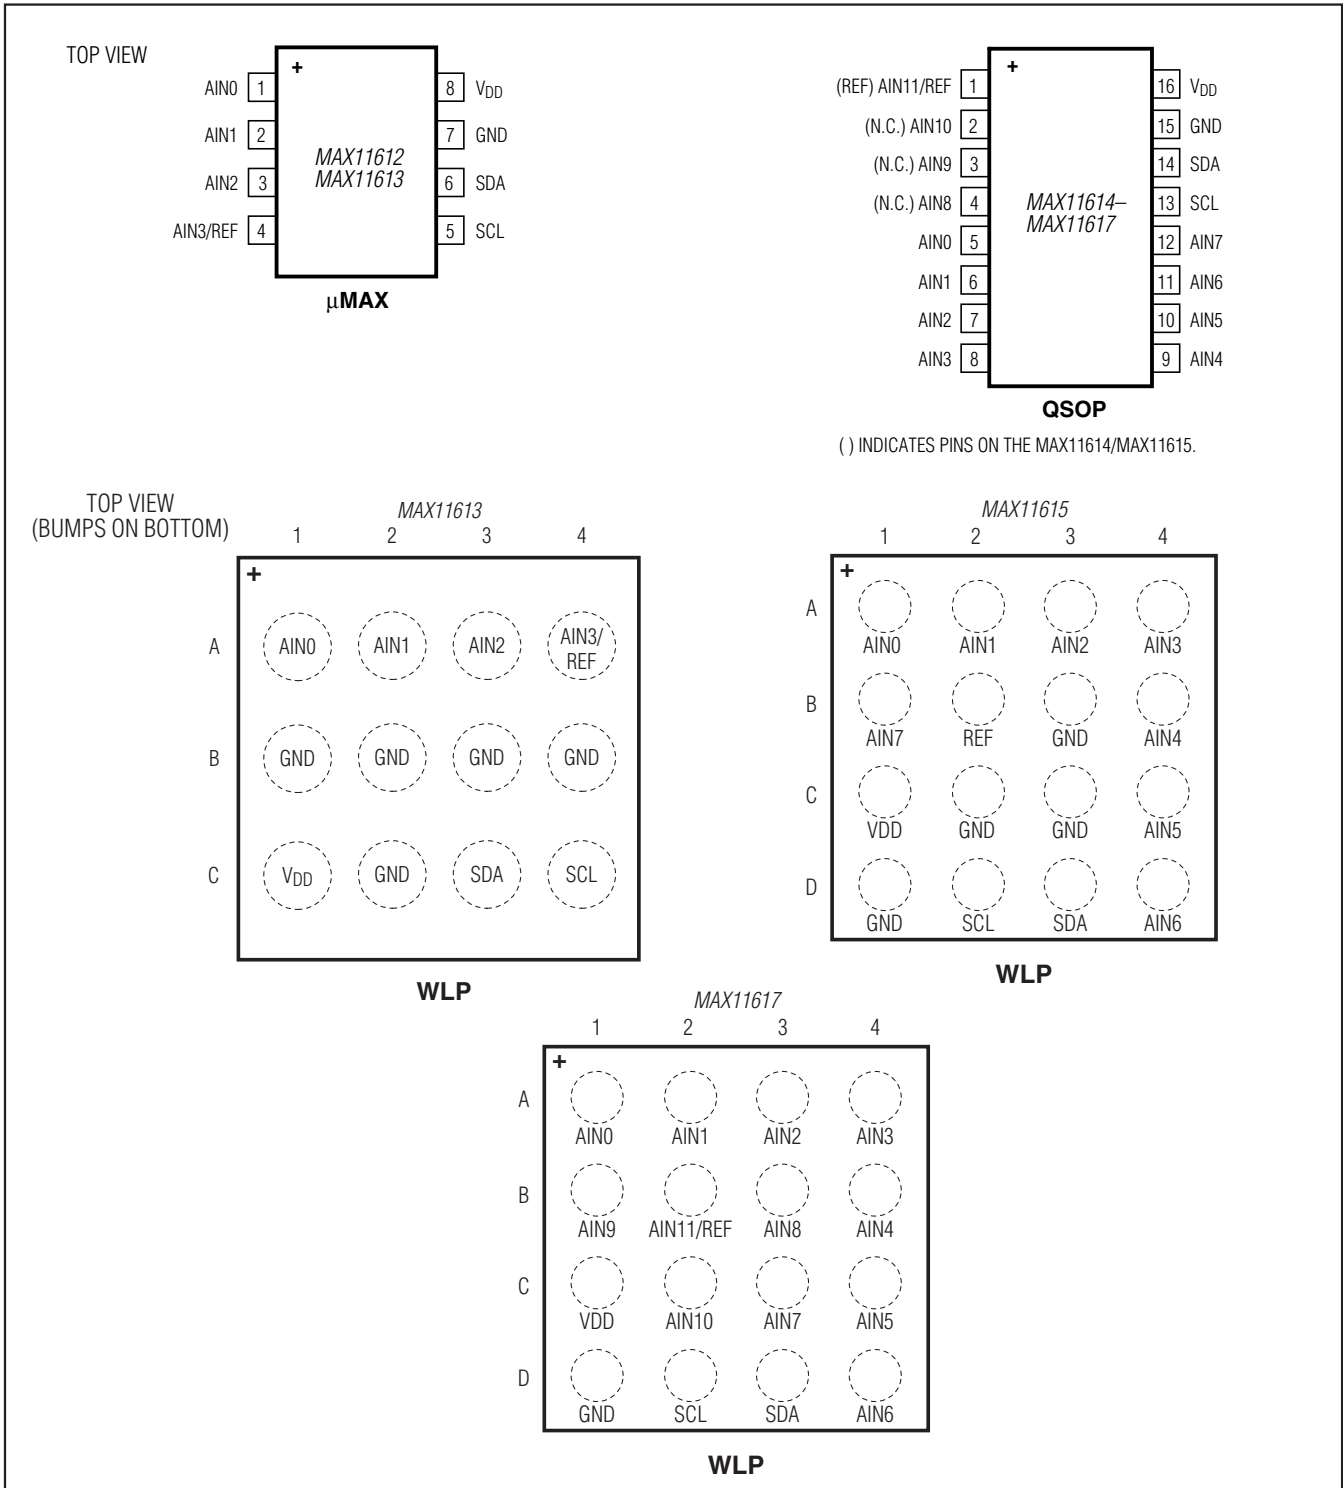 TOP VIEW
+
AIN0 1 8 VDD
AIN1 2 7 GND
MAX11612
MAX11613
AIN2 3 6 SDA
AIN3/REF 4 5 SCL
µMAX
+
(REF) AIN11/REF 1 16 VDD
(N.C.) AIN10 2 15 GND
(N.C.) AIN9 3 14 SDA
(N.C.) AIN8 4 13 SCL
MAX11614–
MAX11617
AIN0 5 12 AIN7
AIN1 6 11 AIN6
AIN2 7 10 AIN5
AIN3 8 9 AIN4
QSOP
( ) INDICATES PINS ON THE MAX11614/MAX11615.
TOP VIEW
(BUMPS ON BOTTOM)
MAX11613
1 2 3 4
+
A AIN0 AIN1 AIN2 AIN3/
REF
B GND GND GND GND
C VDD GND SDA SCL
WLP
MAX11615
1 2 3 4
+
A
AIN0 AIN1 AIN2 AIN3
B
AIN7 REF GND AIN4
C
VDD GND GND AIN5
D
GND SCL SDA AIN6
WLP
MAX11617
1 2 3 4
+
A
AIN0 AIN1 AIN2 AIN3
B
AIN9 AIN11/REF AIN8 AIN4
C
VDD AIN10 AIN7 AIN5
D
GND SCL SDA AIN6
WLP